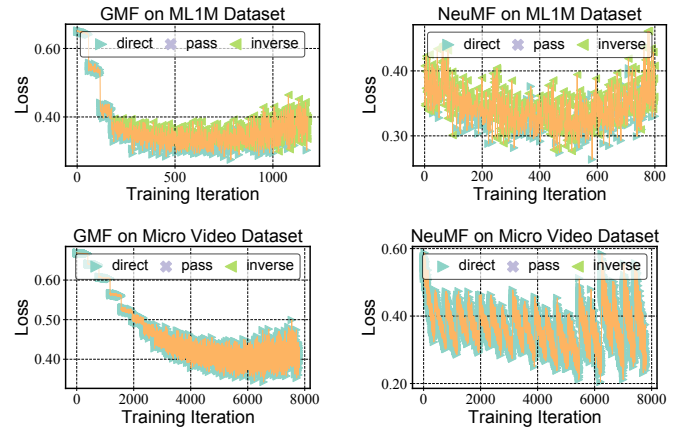 GMF on ML1M Dataset
direct pass inverse
0.60
0.40
Loss
0 500 1000
Training Iteration
NeuMF on ML1M Dataset
direct pass inverse
0.40
0.30
Loss
0 200 400 600 800
Training Iteration
GMF on Micro Video Dataset
direct pass inverse
0.60
0.50
0.40
Loss
0 2000 4000 6000 8000
Training Iteration
NeuMF on Micro Video Dataset
0.60
direct pass inverse
0.40
0.20
Loss
0 2000 4000 6000 8000
Training Iteration